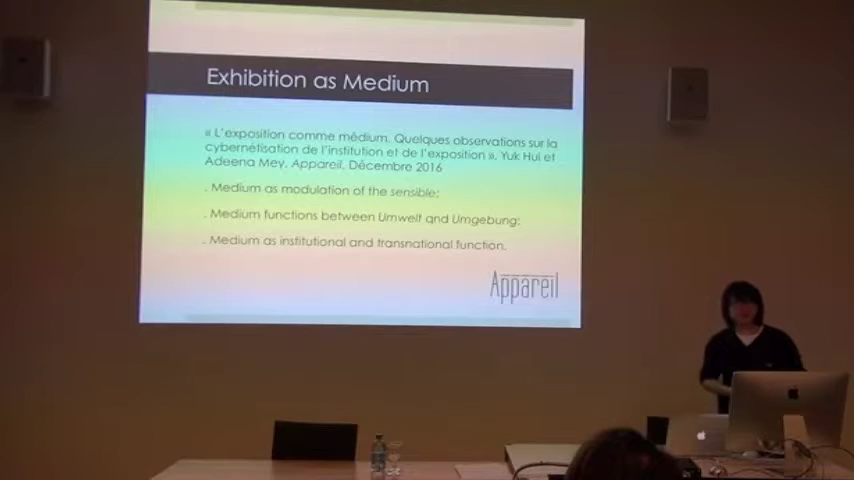 Exhibition as Medium
« L'exposition comme médium. Quelques observations sur la
cybernétisation de l'institution et de l'exposition », Yuk Hui et
Adeena Mey, Appareil, Décembre 2016
. Medium as modulation of the sensible;
. Medium functions between Umwelt and Umgebung;
. Medium as institutional and transnational function.
Appareil